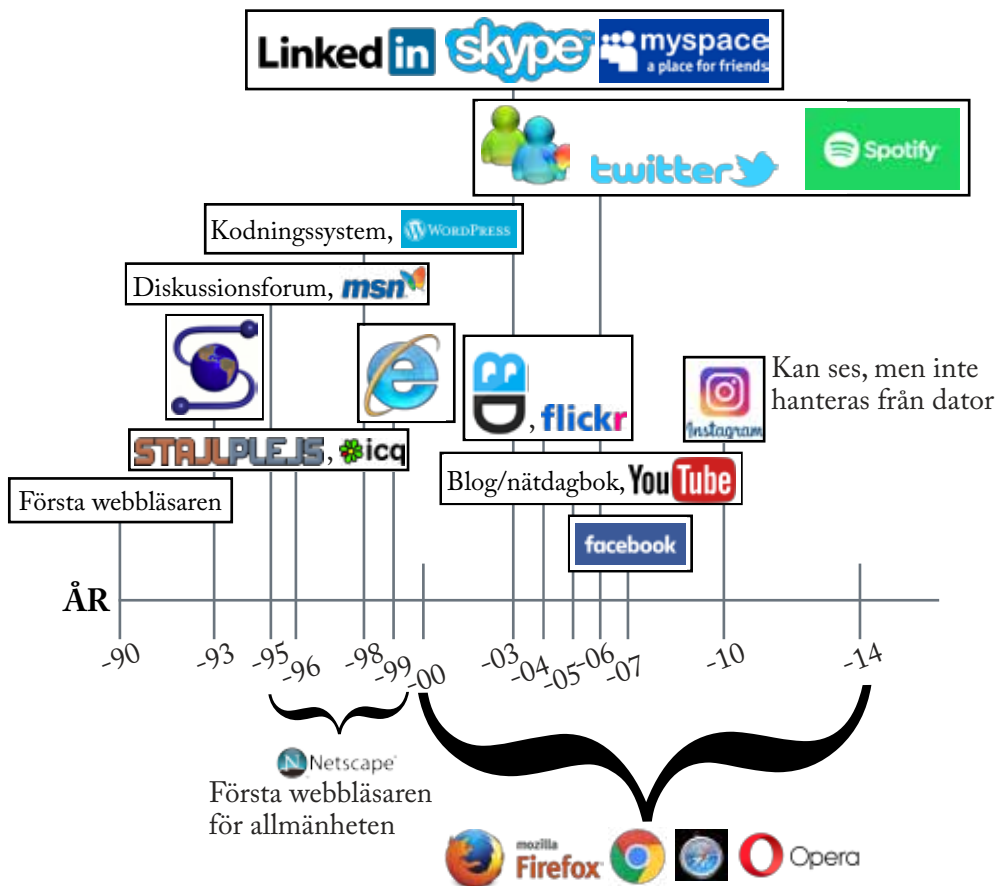 Linked in skype myspace
a place for friends
twitter Spotify
Kodningssystem, WORDPRESS
Diskussionsforum, msn
DB, flickr
Instagram
Kan ses, men inte
hanteras från dator
STAJLPLEJS, icq
Blog/nätdagbok, YouTube
Första webbläsaren
facebook
ÅR
-90 -93 -95 -96 -98 -99 -00 -03 -04 -05 -06 -07 -10 -14
Netscape
Första webbläsaren
för allmänheten
mozilla
Firefox Opera